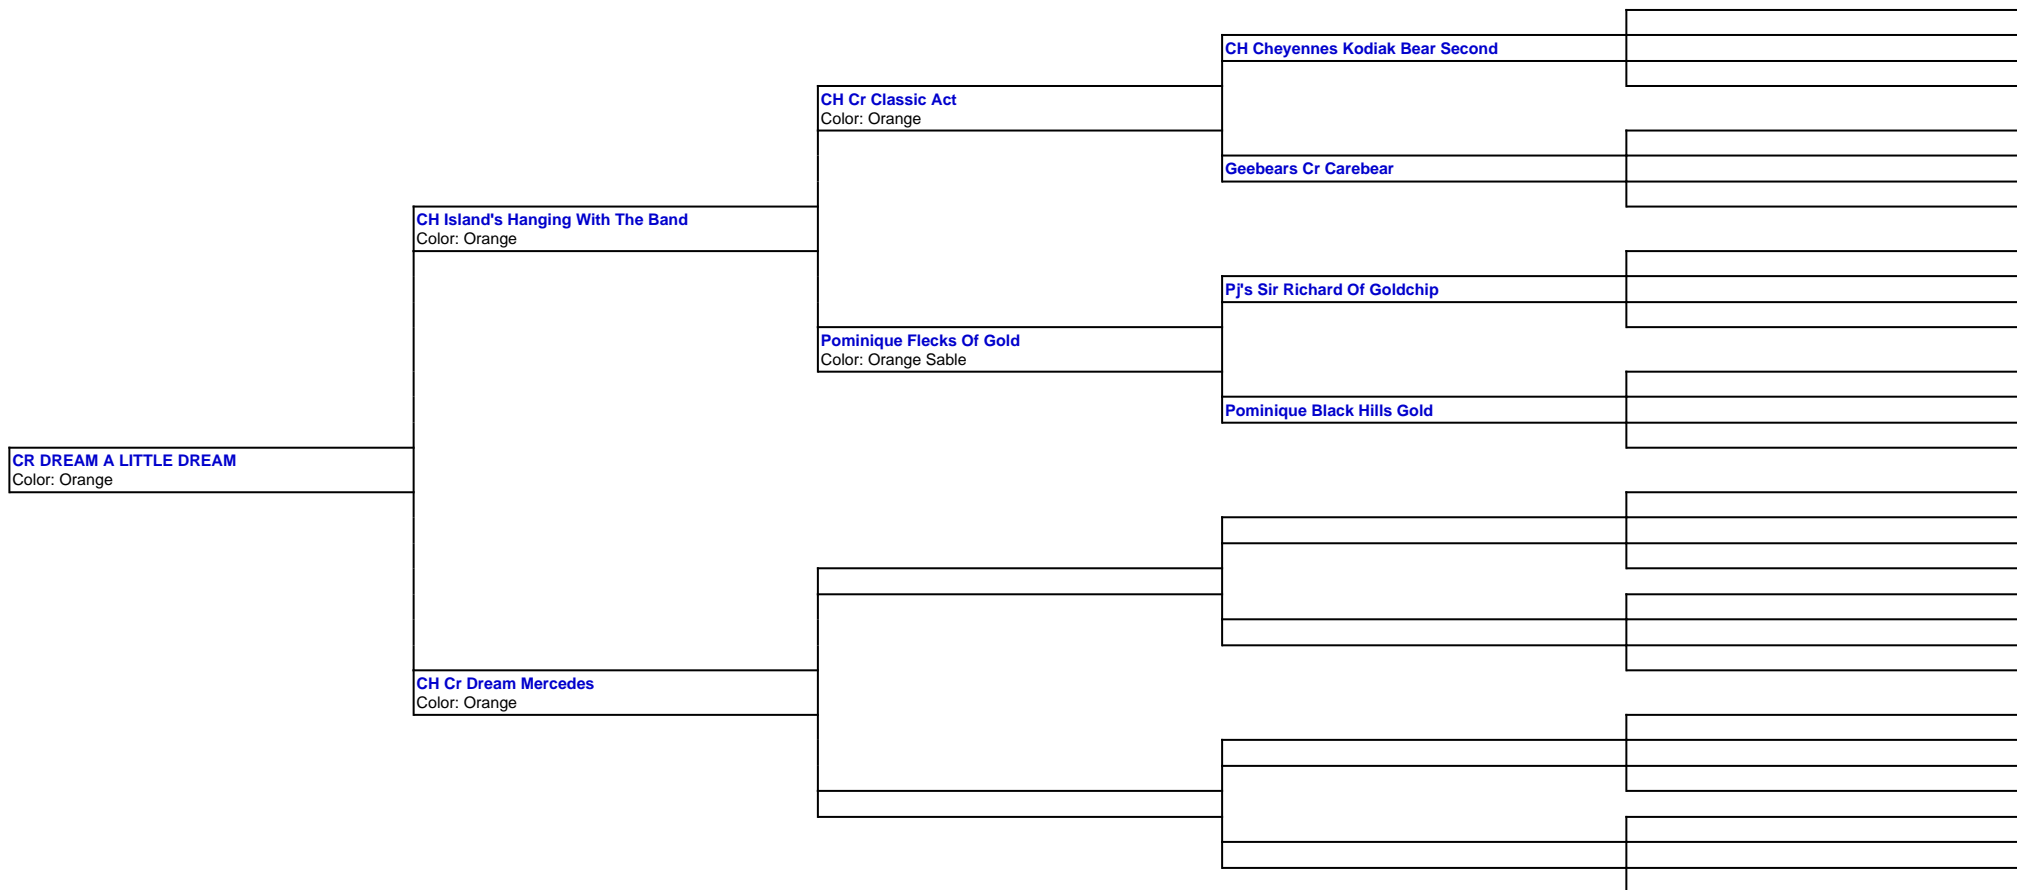 CH Cheyennes Kodiak Bear Second
CH Cr Classic Act
Color: Orange
Geebears Cr Carebear
CH Island's Hanging With The Band
Color: Orange
Pj's Sir Richard Of Goldchip
Pominique Flecks Of Gold
Color: Orange Sable
Pominique Black Hills Gold
CR DREAM A LITTLE DREAM
Color: Orange
CH Cr Dream Mercedes
Color: Orange